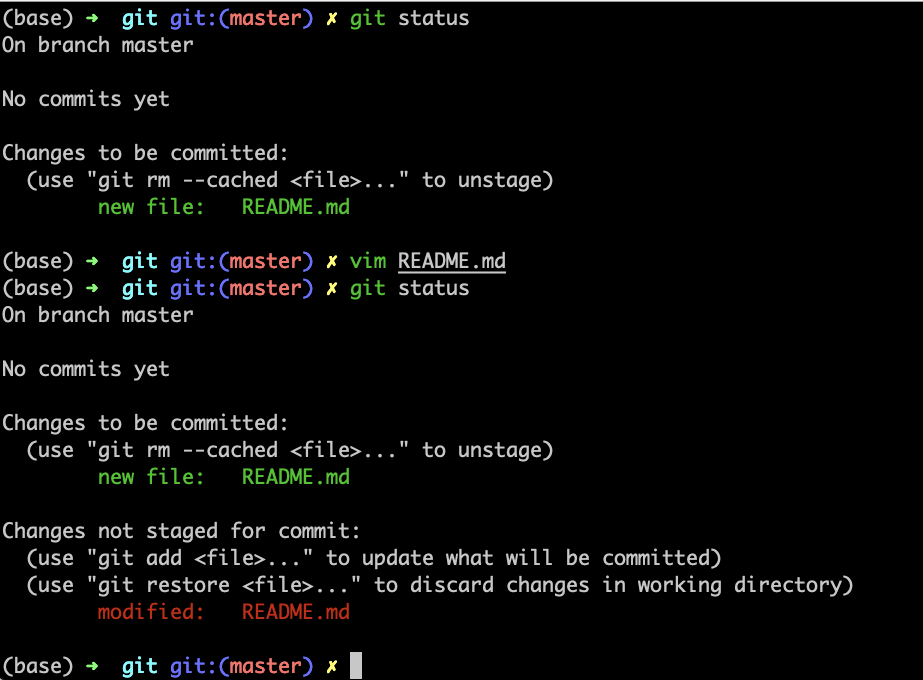 (base) ➜  git git:(master) ✗ git status
On branch master

No commits yet

Changes to be committed:
  (use "git rm --cached <file>..." to unstage)
        new file:   README.md

(base) ➜  git git:(master) ✗ vim README.md
(base) ➜  git git:(master) ✗ git status
On branch master

No commits yet

Changes to be committed:
  (use "git rm --cached <file>..." to unstage)
        new file:   README.md

Changes not staged for commit:
  (use "git add <file>..." to update what will be committed)
  (use "git restore <file>..." to discard changes in working directory)
        modified:   README.md

(base) ➜  git git:(master) ✗